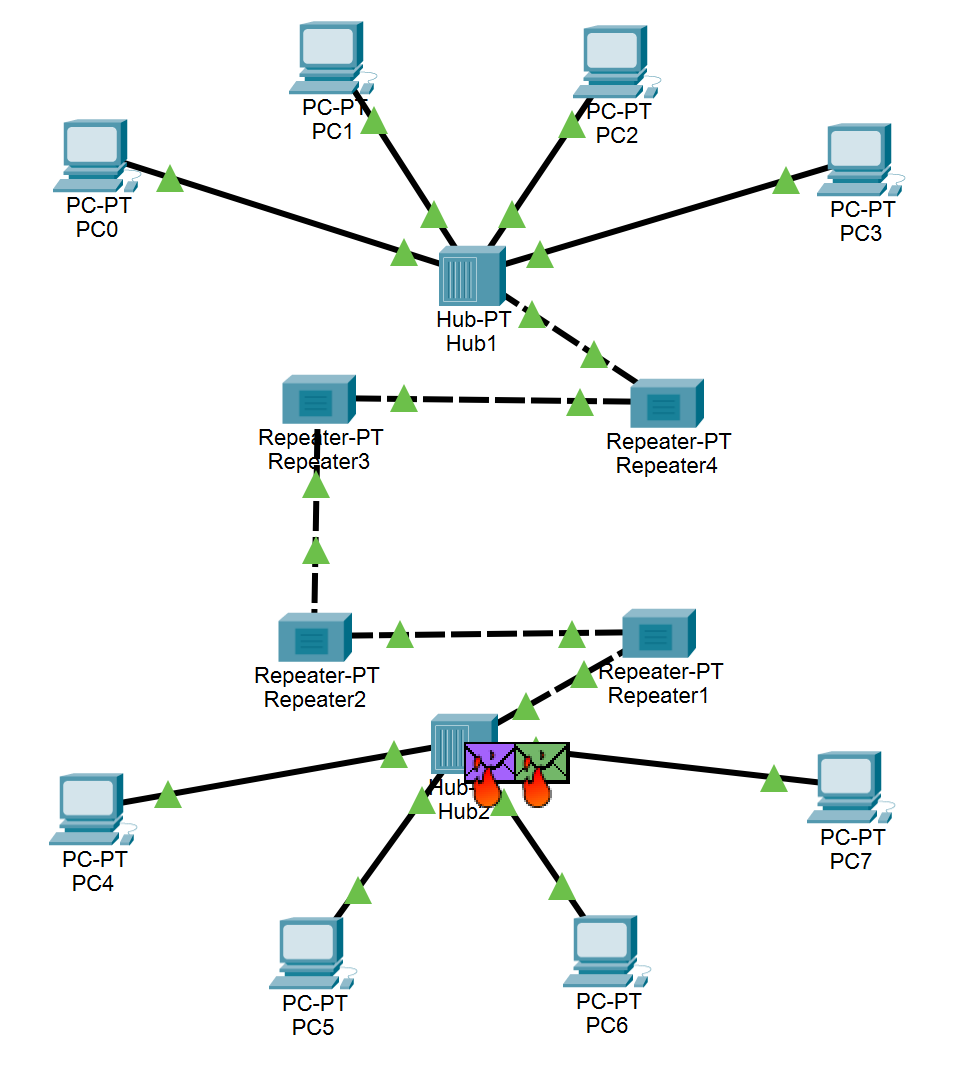 PC-PT
PC1
PC-PT
PC2
PC-PT
PC0
PC-PT
PC3
Hub-PT
Hub1
Repeater-PT
Repeater3
Repeater-PT
Repeater4
Repeater-PT
Repeater2
Repeater-PT
Repeater1
Hub-
Hub2
PC-PT
PC4
PC-PT
PC7
PC-PT
PC5
PC-PT
PC6